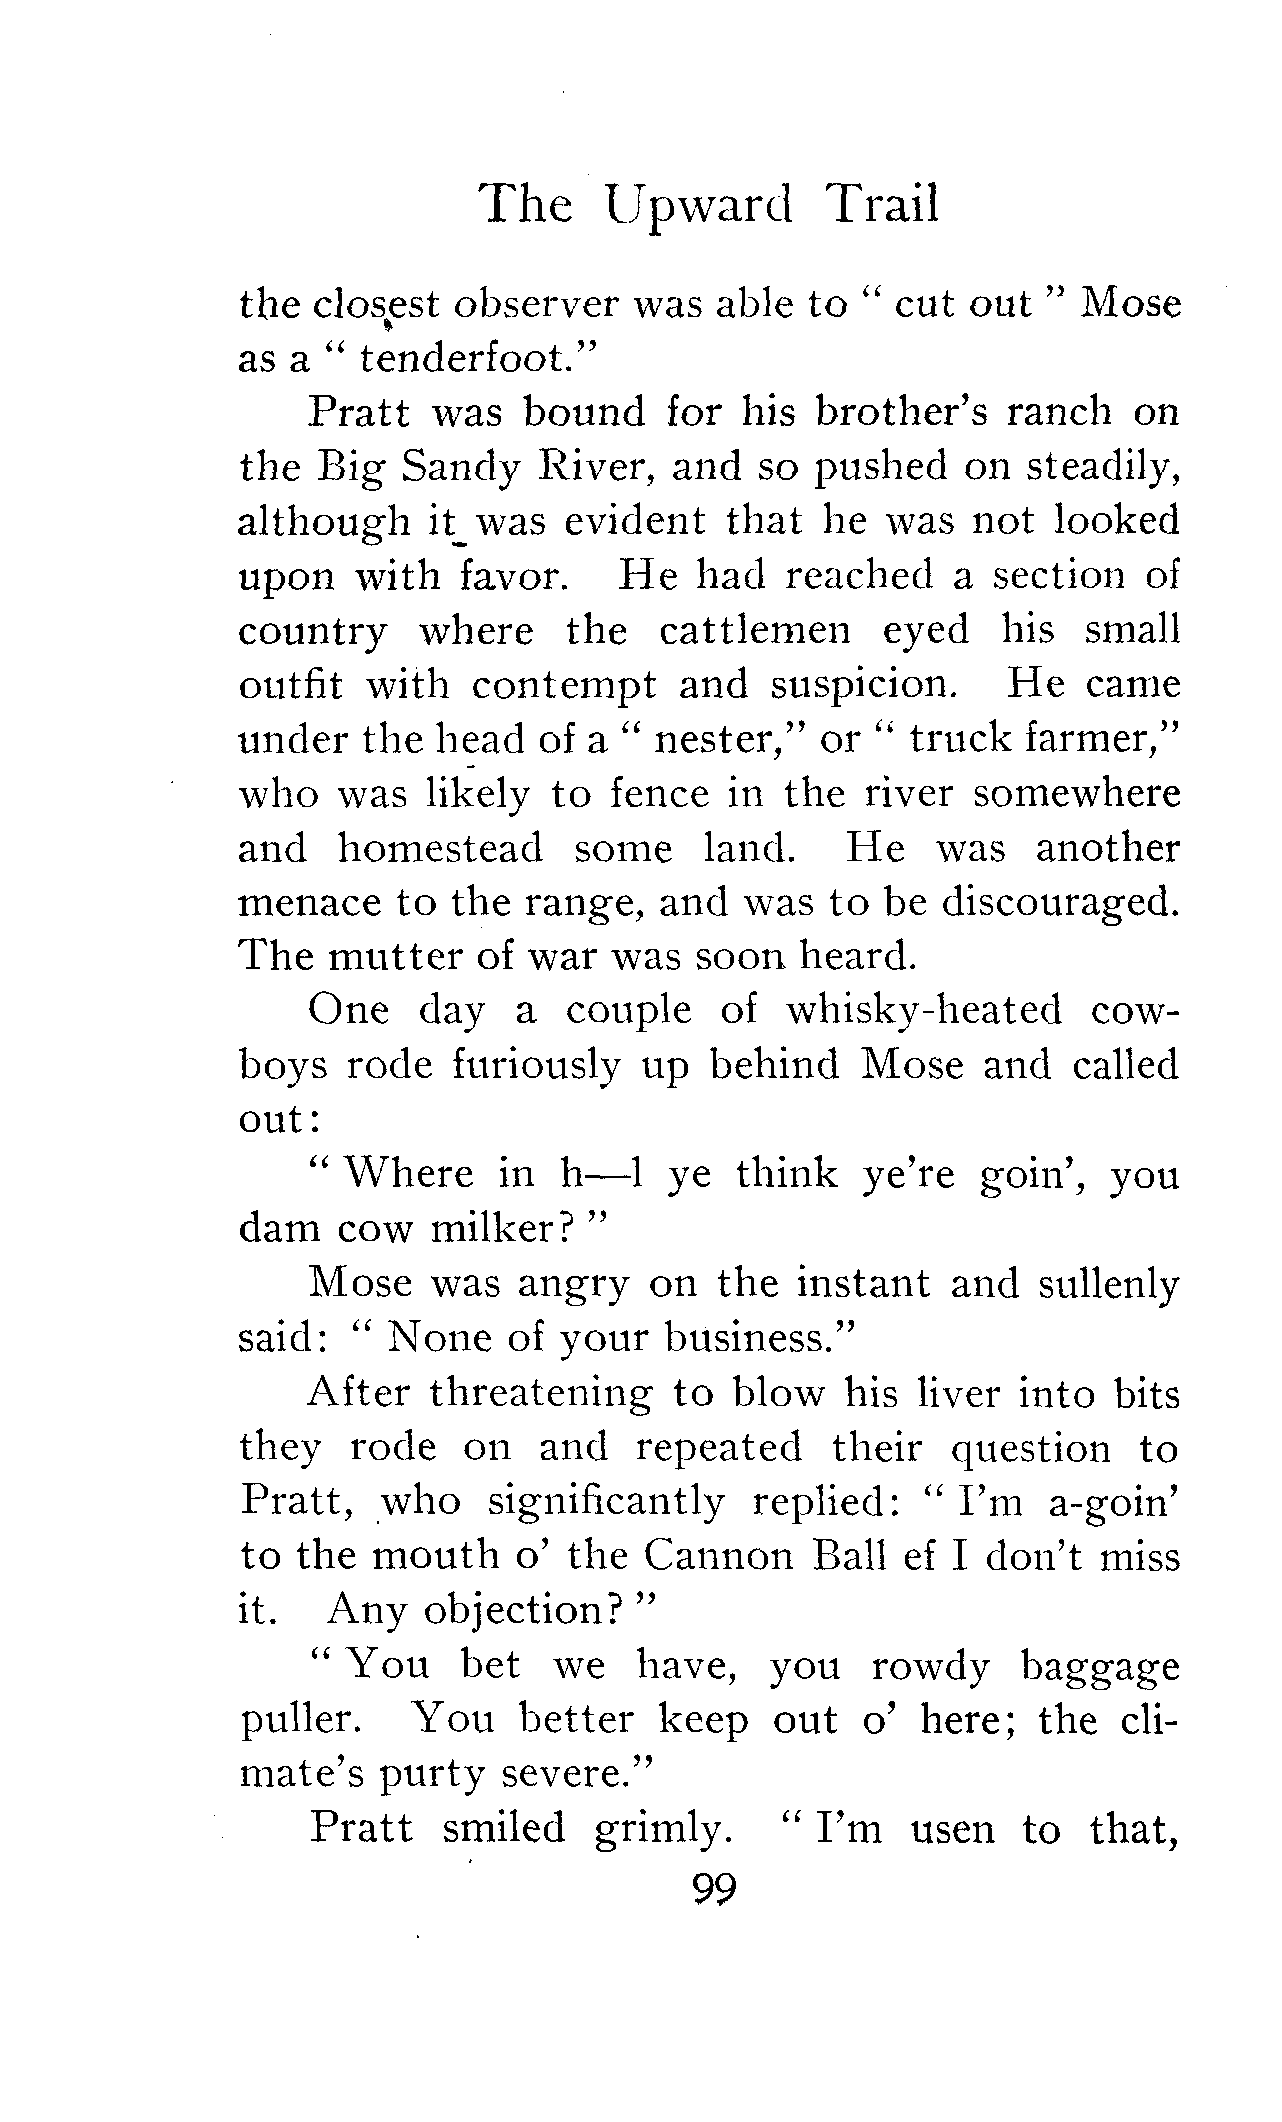 The Upward Trail
the closest observer was able to “ cut out ” Mose
as a “ tenderfoot.”
Pratt was bound for his brother’s ranch on
the Big Sandy River, and so pushed on steadily,
although it was evident that he was not looked
upon with favor. He had reached a section of
country where the cattlemen eyed his small
outfit with contempt and suspicion. He came
under the head of a “ nester,” or “ truck farmer,”
who was likely to fence in the river somewhere
and homestead some land. He was another
menace to the range, and was to be discouraged.
The mutter of war was soon heard.
One day a couple of whisky-heated cow-
boys rode furiously up behind Mose and called
out:
“ Where in h—l ye think ye’re goin’, you
dam cow milker? ”
Mose was angry on the instant and sullenly
said: “ None of your business.”
After threatening to blow his liver into bits
they rode on and repeated their question to
Pratt, who significantly replied: “ I’m a-goin’
to the mouth o’ the Cannon Ball ef I don’t miss
it. Any objection? ”
“ You bet we have, you rowdy baggage
puller. You better keep out o’ here; the cli-
mate’s purty severe.”
Pratt smiled grimly. “ I’m usen to that,
99